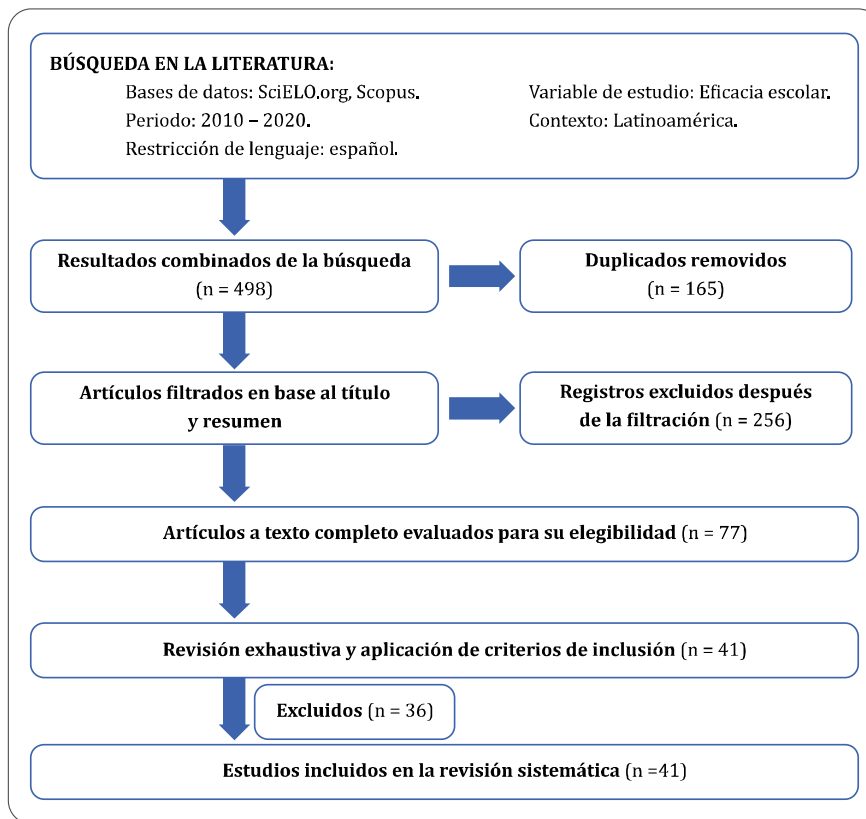 BÚSQUEDA EN LA LITERATURA:
Bases de datos: SciELO.org, Scopus.
Periodo: 2010 – 2020.
Restricción de lenguaje: español.
Variable de estudio: Eficacia escolar.
Contexto: Latinoamérica.
Resultados combinados de la búsqueda
(n = 498)
Duplicados removidos
(n = 165)
Artículos filtrados en base al título
y resumen
Registros excluidos después
de la filtración (n = 256)
Artículos a texto completo evaluados para su elegibilidad (n = 77)
Revisión exhaustiva y aplicación de criterios de inclusión (n = 41)
Excluidos (n = 36)
Estudios incluidos en la revisión sistemática (n =41)